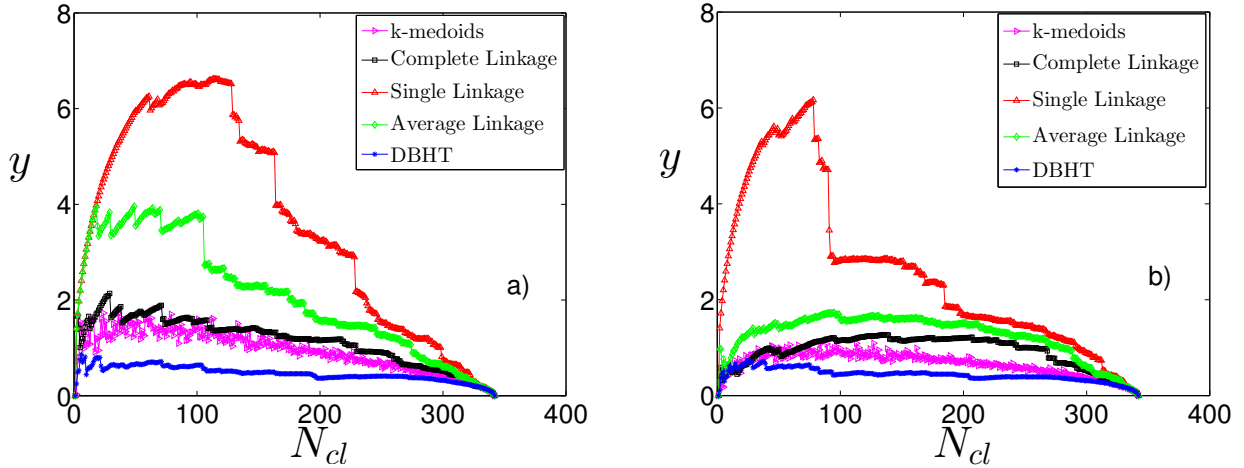 8
6
y
4
2
0
0
100
200
300
400
N_cl
k-medoids
Complete Linkage
Single Linkage
Average Linkage
DBHT
a)
8
6
y
4
2
0
0
100
200
300
400
N_cl
k-medoids
Complete Linkage
Single Linkage
Average Linkage
DBHT
b)